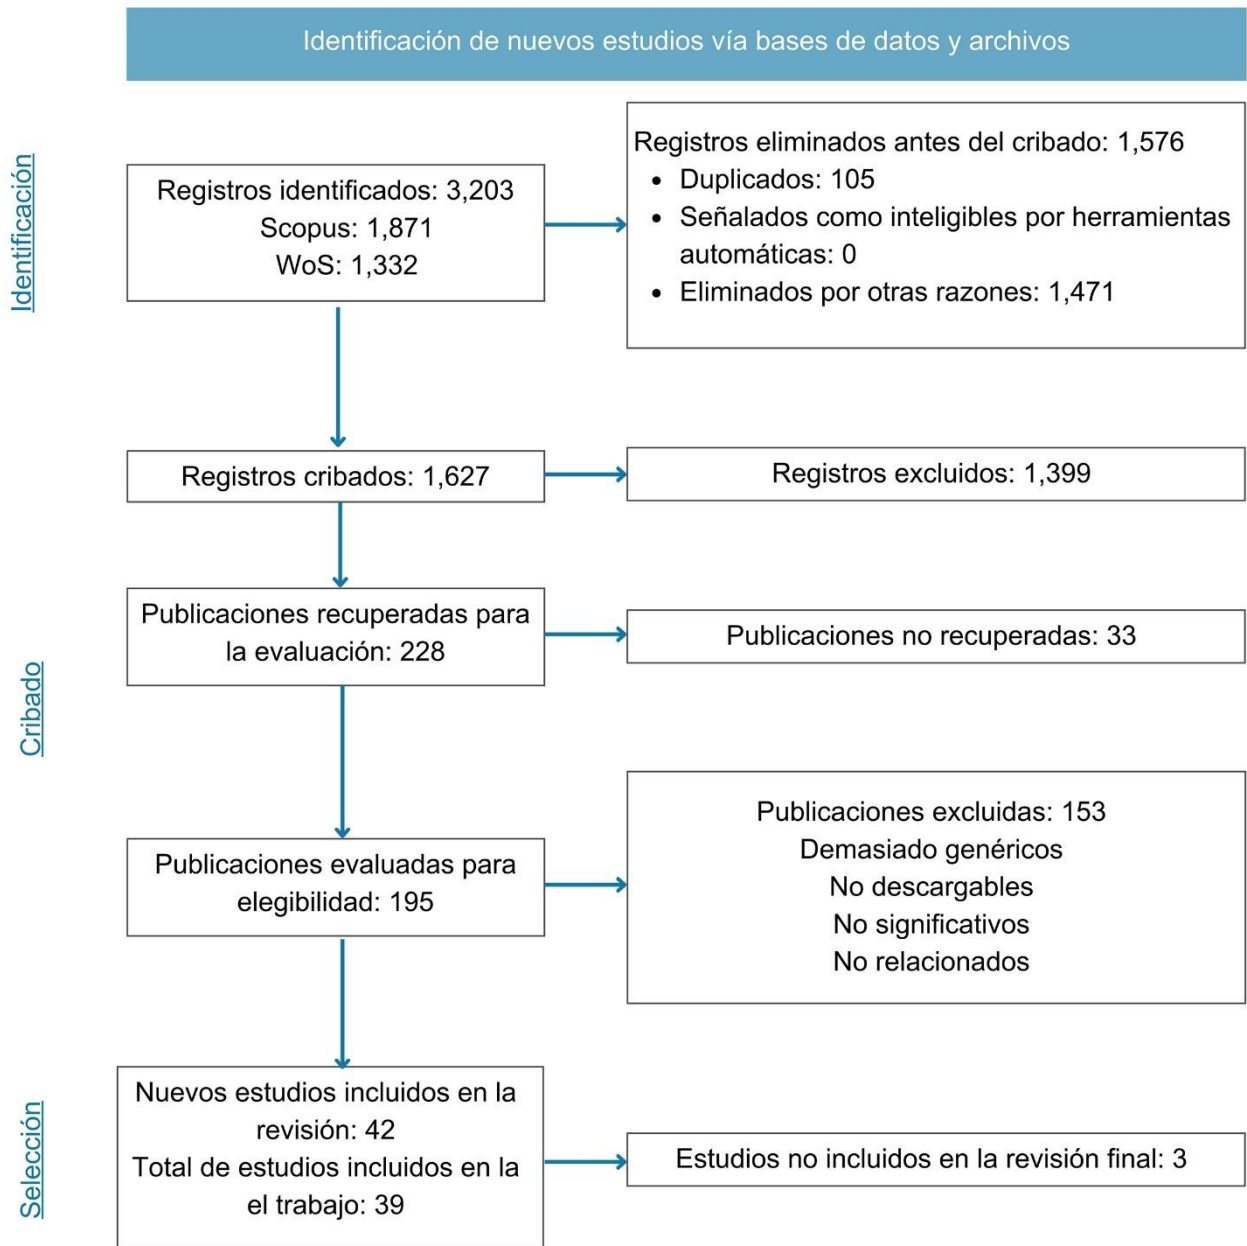 Identificación de nuevos estudios vía bases de datos y archivos
Identificación
Registros identificados: 3,203
Scopus: 1,871
WoS: 1,332
Registros eliminados antes del cribado: 1,576
• Duplicados: 105
• Señalados como inteligibles por herramientas
automáticas: 0
• Eliminados por otras razones: 1,471
Cribado
Registros cribados: 1,627
Registros excluidos: 1,399
Publicaciones recuperadas para
la evaluación: 228
Publicaciones no recuperadas: 33
Publicaciones evaluadas para
elegibilidad: 195
Publicaciones excluidas: 153
Demasiado genéricos
No descargables
No significativos
No relacionados
Selección
Nuevos estudios incluidos en la
revisión: 42
Total de estudios incluidos en la
el trabajo: 39
Estudios no incluidos en la revisión final: 3